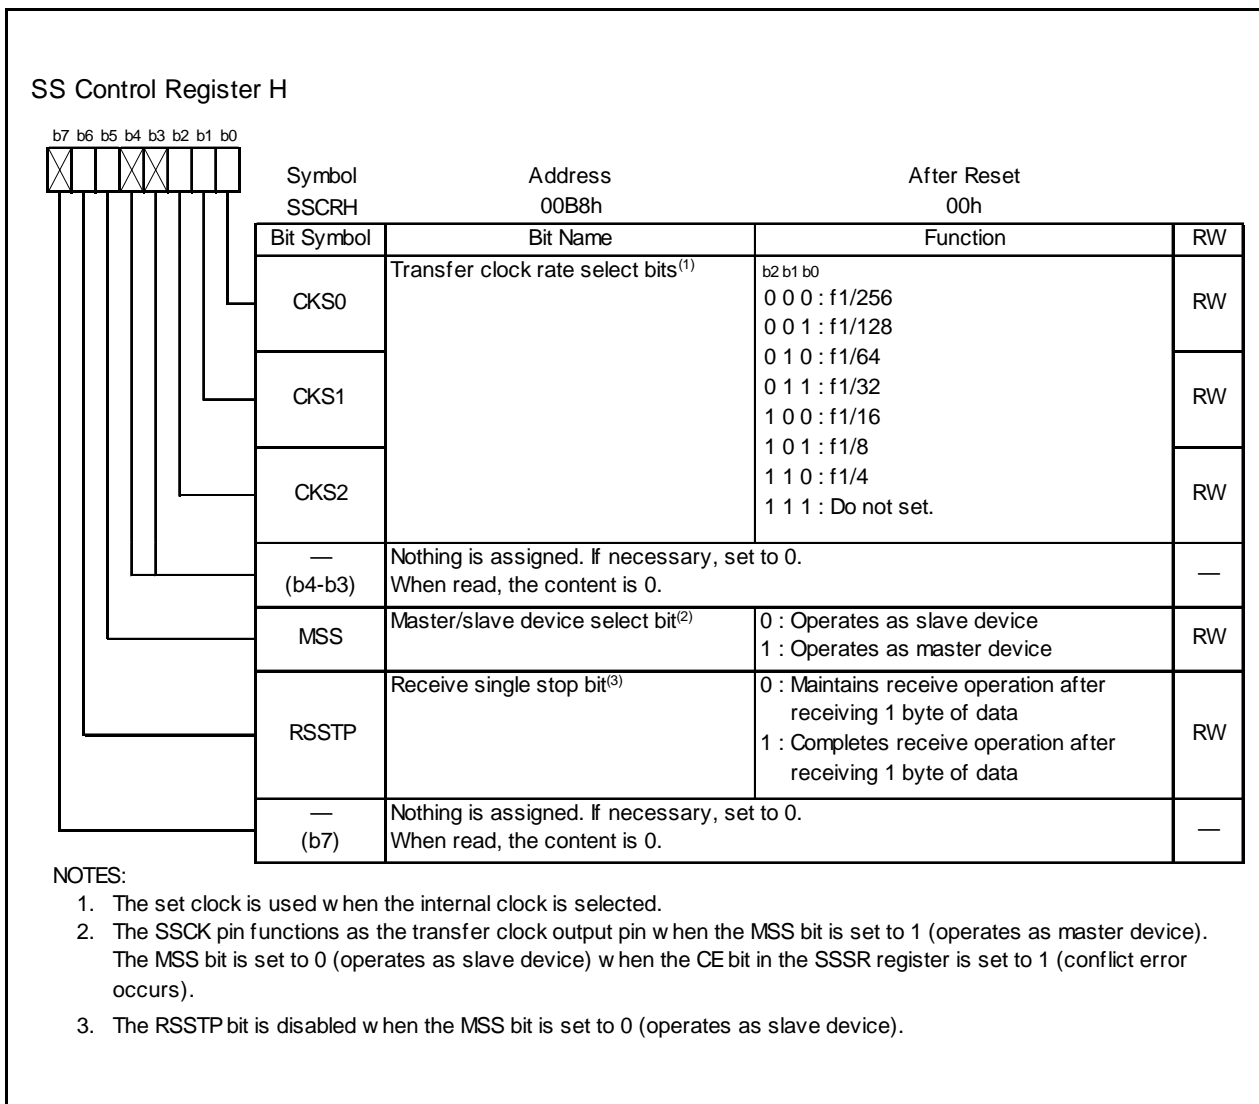 SS Control Register H
b7 b6 b5 b4 b3 b2 b1 b0
Symbol Address After Reset
SSCRH 00B8h 00h
Bit Symbol Bit Name Function RW
CKS0 Transfer clock rate select bits(1) b2 b1 b0
0 0 0 : f1/256 RW
0 0 1 : f1/128
0 1 0 : f1/64
CKS1 0 1 1 : f1/32 RW
1 0 0 : f1/16
1 0 1 : f1/8
CKS2 1 1 0 : f1/4 RW
1 1 1 : Do not set.
— Nothing is assigned. If necessary, set to 0. —
(b4-b3) When read, the content is 0.
MSS Master/slave device select bit(2) 0 : Operates as slave device RW
1 : Operates as master device
RSSTP Receive single stop bit(3) 0 : Maintains receive operation after
receiving 1 byte of data RW
1 : Completes receive operation after
receiving 1 byte of data
— Nothing is assigned. If necessary, set to 0. —
(b7) When read, the content is 0.
NOTES:
1. The set clock is used when the internal clock is selected.
2. The SSCK pin functions as the transfer clock output pin when the MSS bit is set to 1 (operates as master device).
The MSS bit is set to 0 (operates as slave device) when the CE bit in the SSSR register is set to 1 (conflict error
occurs).
3. The RSSTP bit is disabled when the MSS bit is set to 0 (operates as slave device).